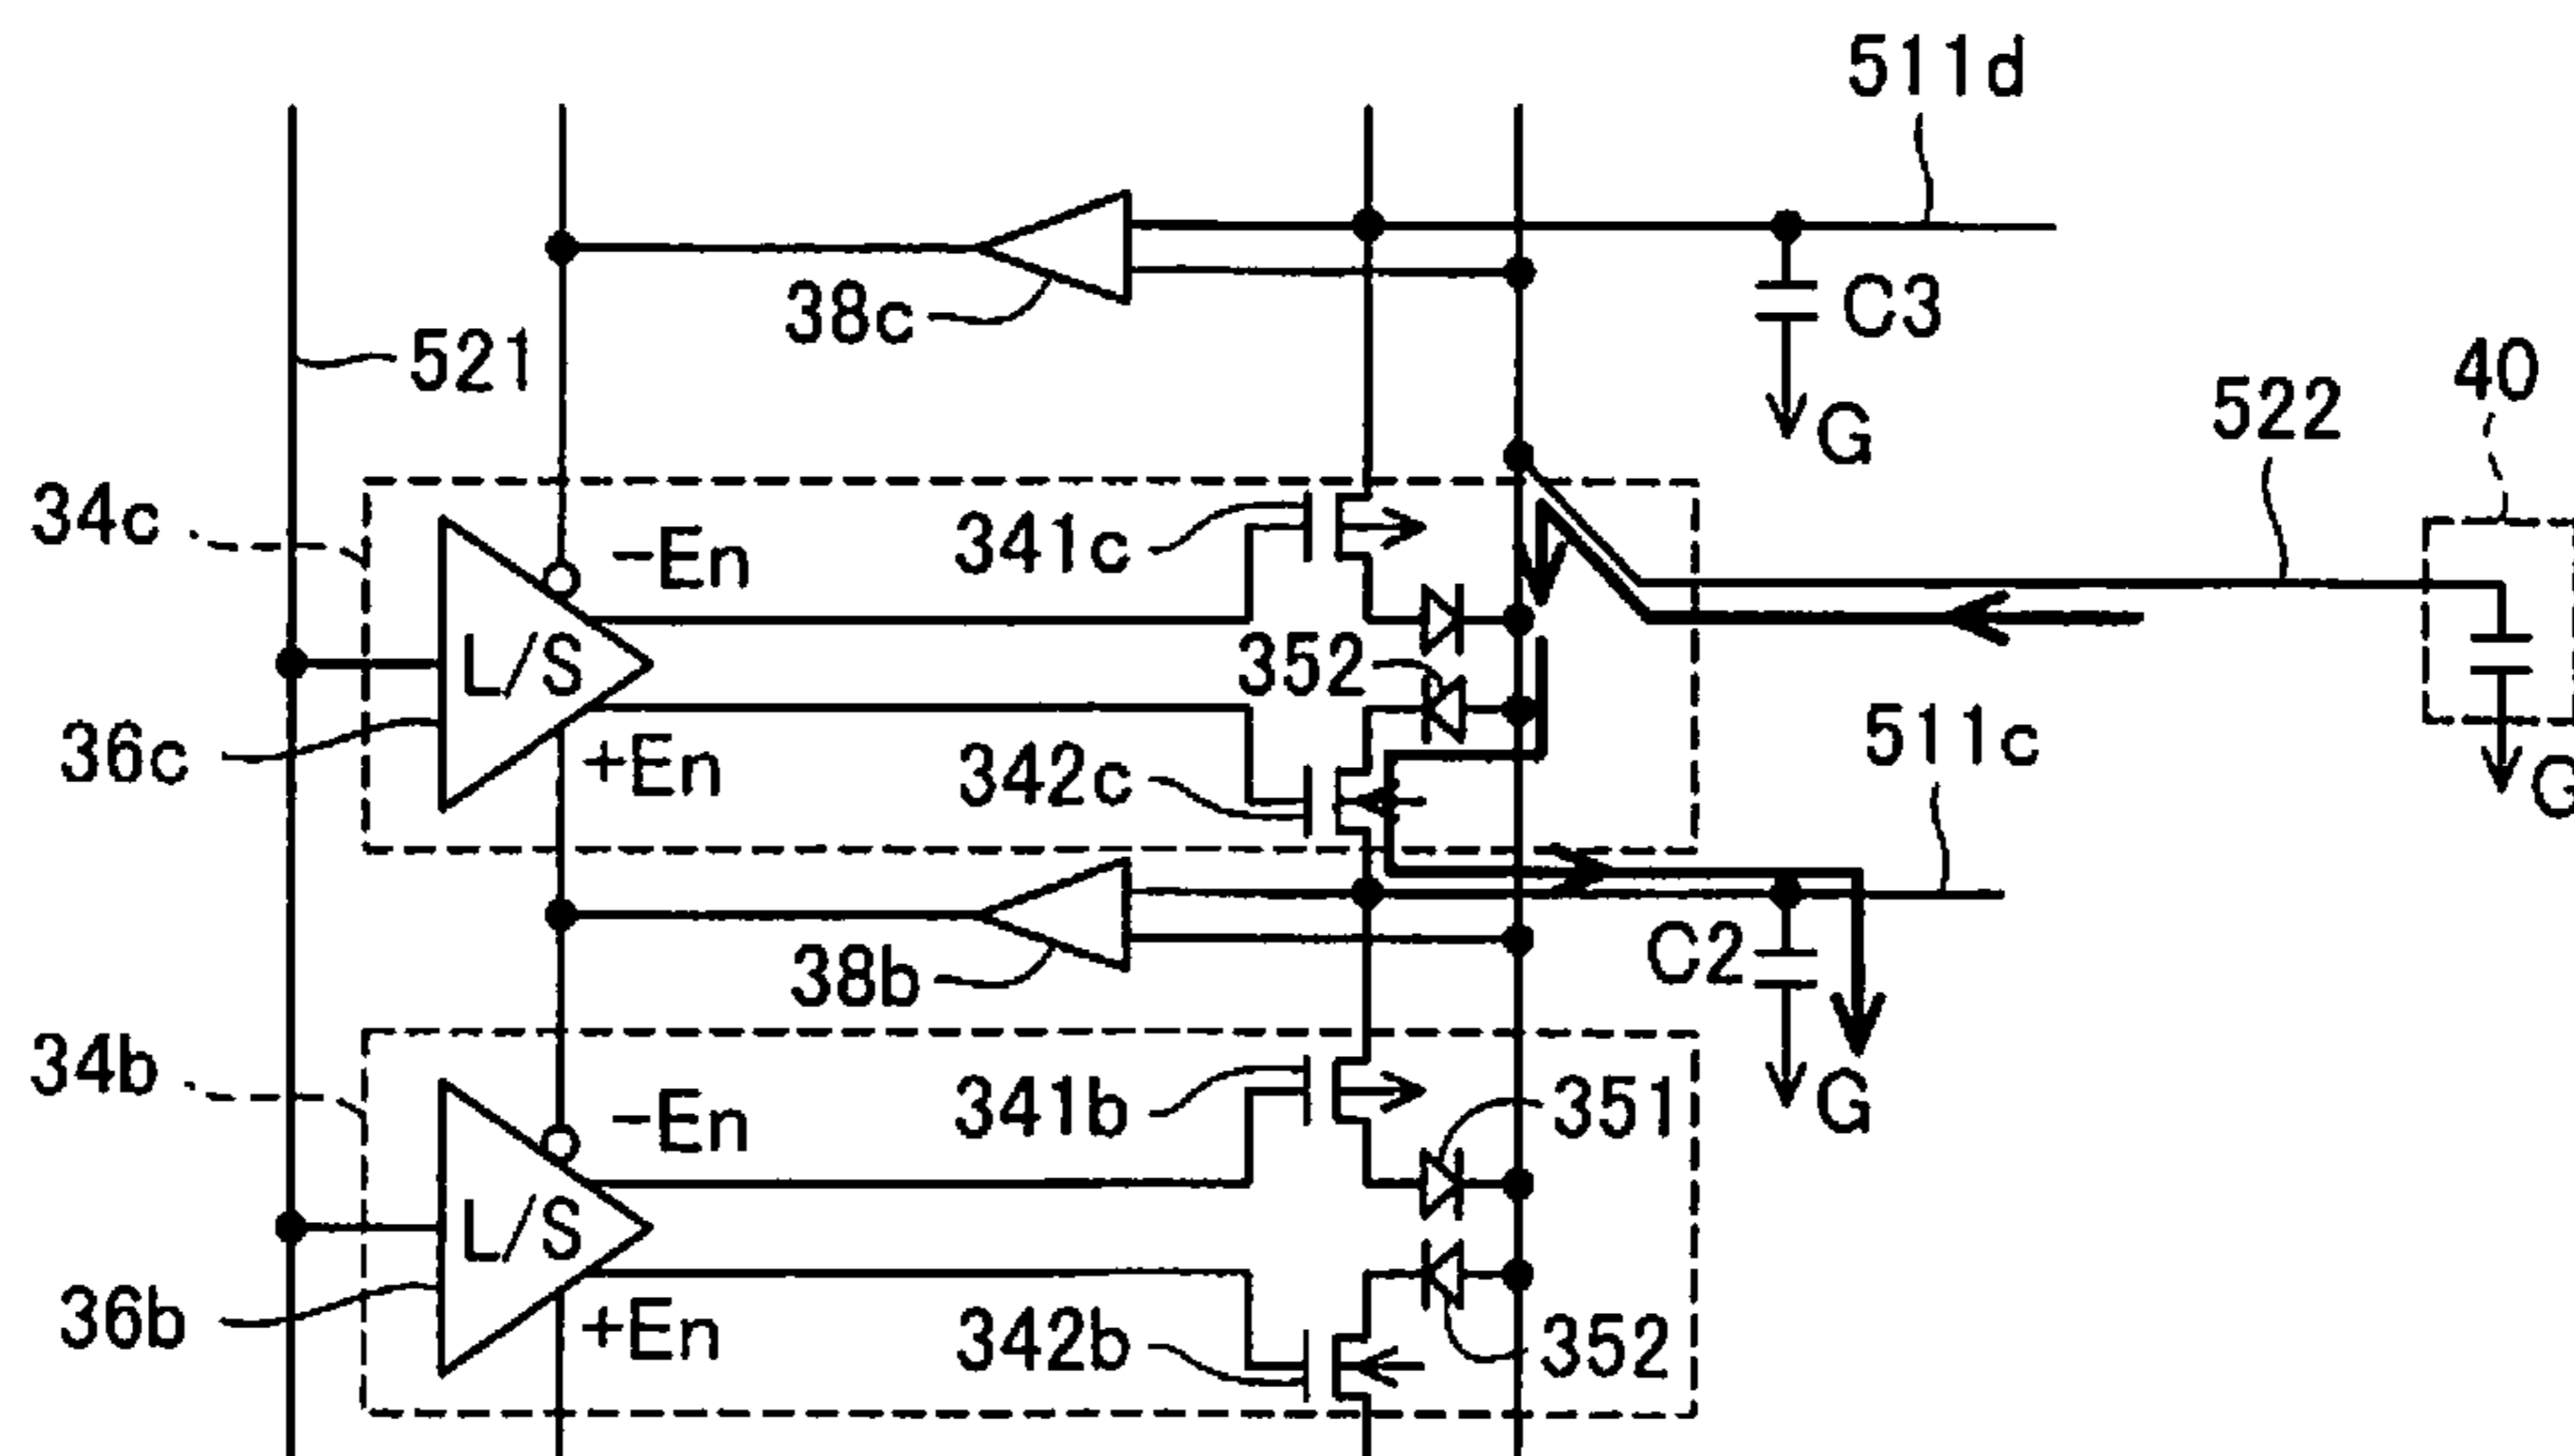 511d
38c
C3
G
521
40
522
34c
-En
341c
L/S
352
511c
36c
+En
342c
G
38b
C2
34b
-En
341b
351
G
L/S
36b
+En
342b
352